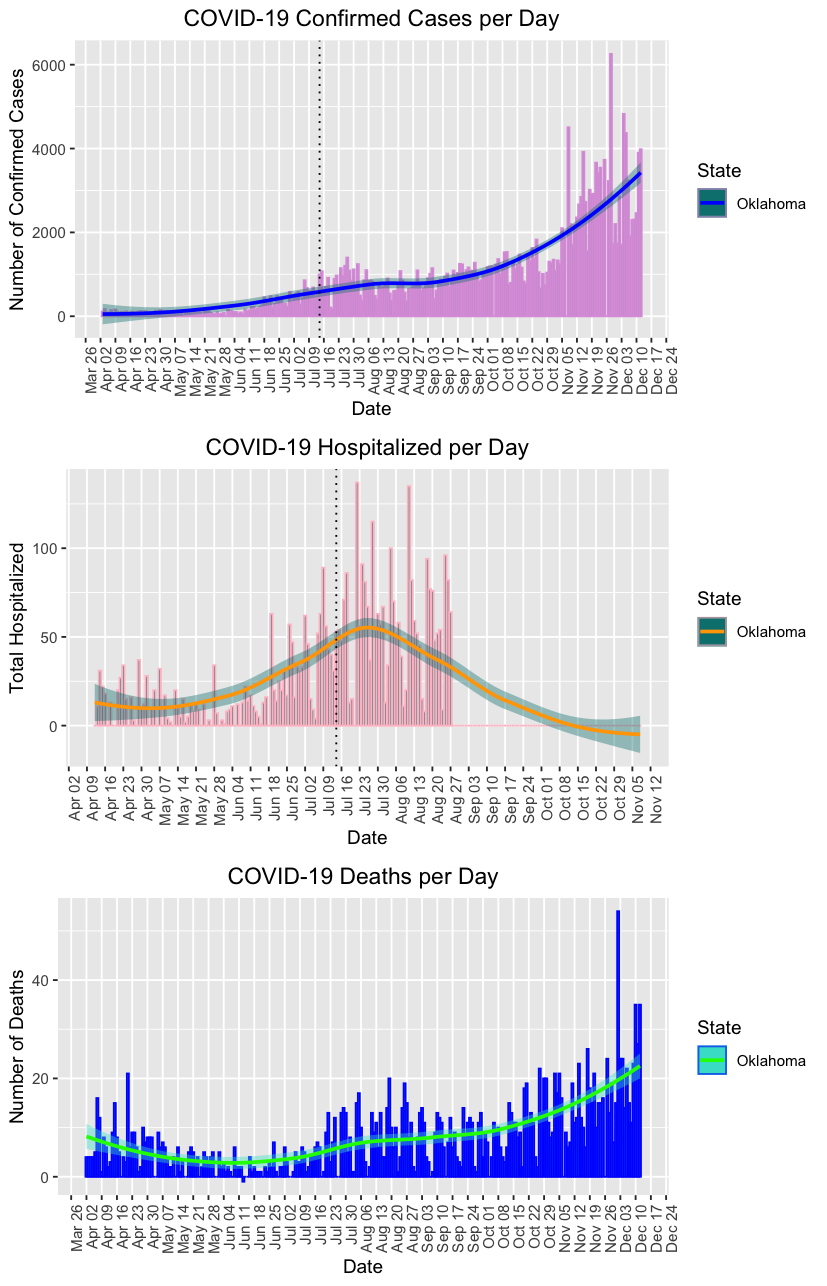 COVID-19 Confirmed Cases per Day
Number of Confirmed Cases
6000
4000
2000
0
Mar 26
Apr 02
Apr 09
Apr 16
Apr 23
Apr 30
May 07
May 14
May 21
May 28
Jun 04
Jun 11
Jun 18
Jun 25
Jul 02
Jul 09
Jul 16
Jul 23
Jul 30
Aug 06
Aug 13
Aug 20
Aug 27
Sep 03
Sep 10
Sep 17
Sep 24
Oct 01
Oct 08
Oct 15
Oct 22
Oct 29
Nov 05
Nov 12
Nov 19
Nov 26
Dec 03
Dec 10
Dec 17
Dec 24
Date
State
Oklahoma
COVID-19 Hospitalized per Day
Total Hospitalized
100
50
0
Apr 02
Apr 09
Apr 16
Apr 23
Apr 30
May 07
May 14
May 21
May 28
Jun 04
Jun 11
Jun 18
Jun 25
Jul 02
Jul 09
Jul 16
Jul 23
Jul 30
Aug 06
Aug 13
Aug 20
Aug 27
Sep 03
Sep 10
Sep 17
Sep 24
Oct 01
Oct 08
Oct 15
Oct 22
Oct 29
Nov 05
Nov 12
Date
State
Oklahoma
COVID-19 Deaths per Day
Number of Deaths
40
20
0
Mar 26
Apr 02
Apr 09
Apr 16
Apr 23
Apr 30
May 07
May 14
May 21
May 28
Jun 04
Jun 11
Jun 18
Jun 25
Jul 02
Jul 09
Jul 16
Jul 23
Jul 30
Aug 06
Aug 13
Aug 20
Aug 27
Sep 03
Sep 10
Sep 17
Sep 24
Oct 01
Oct 08
Oct 15
Oct 22
Oct 29
Nov 05
Nov 12
Nov 19
Nov 26
Dec 03
Dec 10
Dec 17
Dec 24
Date
State
Oklahoma